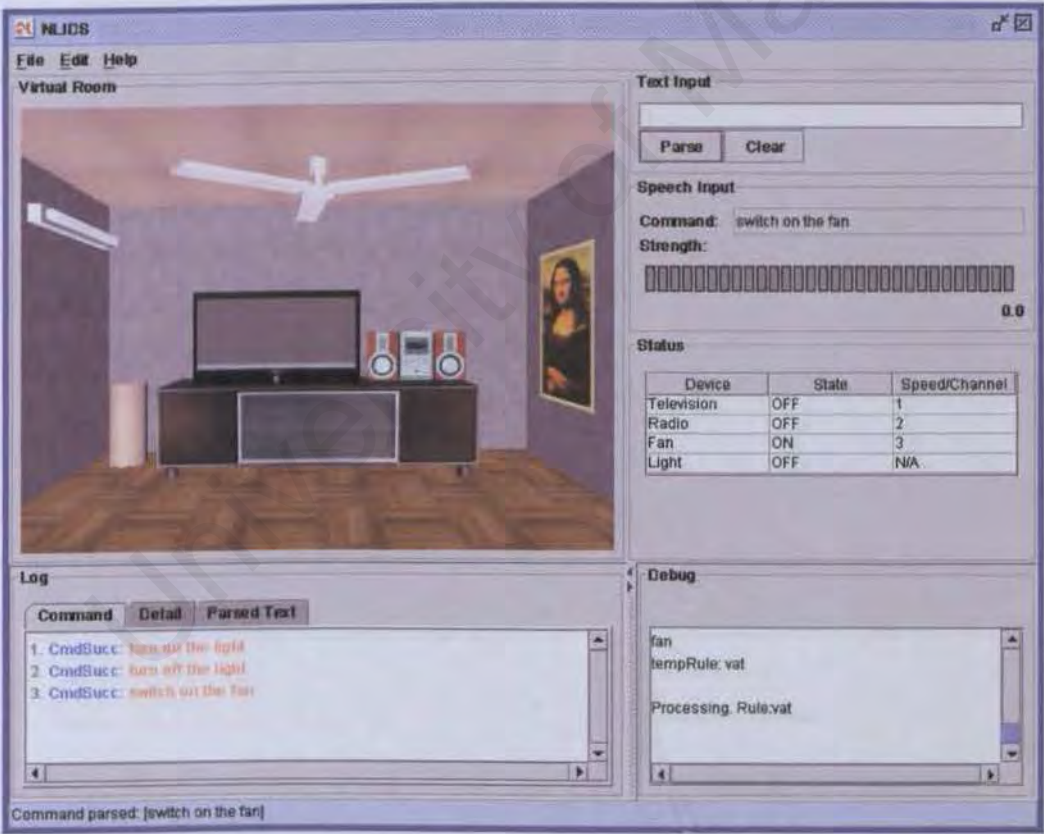 NLIDS
File Edit Help
Virtual Room
Text Input
Parse Clear
Speech Input
Command: switch on the fan
Strength:
0.0
Status
Device State Speed/Channel
Television OFF 1
Radio OFF 2
Fan ON 3
Light OFF N/A
Log
Command Detail Parsed Text
1. CmdSucc: turn on the light
2. CmdSucc: turn off the light
3. CmdSucc: switch on the fan
Debug
fan
tempRule: vat
Processing. Rule:vat
Command parsed: [switch on the fan]